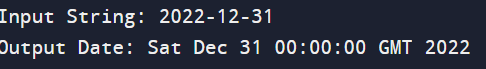 Input String: 2022-12-31
Output Date: Sat Dec 31 00:00:00 GMT 2022